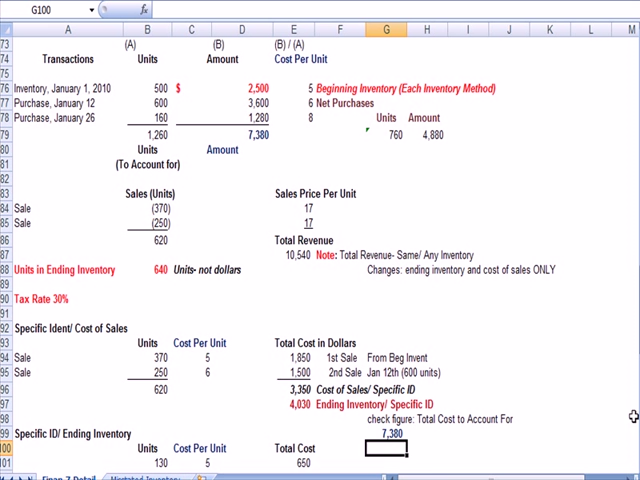 G100 fx
A B C D E F G H I J K L M
73 (A) (B) (B) / (A)
74 Transactions Units Amount Cost Per Unit
75
76 Inventory, January 1, 2010 500 $ 2,500 5 Beginning Inventory (Each Inventory Method)
77 Purchase, January 12 600 3,600 6 Net Purchases
78 Purchase, January 26 160 1,280 8 Units Amount
79 1,260 7,380 760 4,880
80 Units Amount
81 (To Account for)
82
83 Sales (Units) Sales Price Per Unit
84 Sale (370) 17
85 Sale (250) 17
86 620 Total Revenue
87 10,540 Note: Total Revenue- Same/ Any Inventory
88 Units in Ending Inventory 640 Units- not dollars Changes: ending inventory and cost of sales ONLY
89
90 Tax Rate 30%
91
92 Specific Ident/ Cost of Sales
93 Units Cost Per Unit Total Cost in Dollars
94 Sale 370 5 1,850 1st Sale From Beg Invent
95 Sale 250 6 1,500 2nd Sale Jan 12th (600 units)
96 620 3,350 Cost of Sales/ Specific ID
97 4,030 Ending Inventory/ Specific ID
98 check figure: Total Cost to Account For
99 Specific ID/ Ending Inventory 7,380
100 Units Cost Per Unit Total Cost
101 130 5 650
Finan 7 Detail